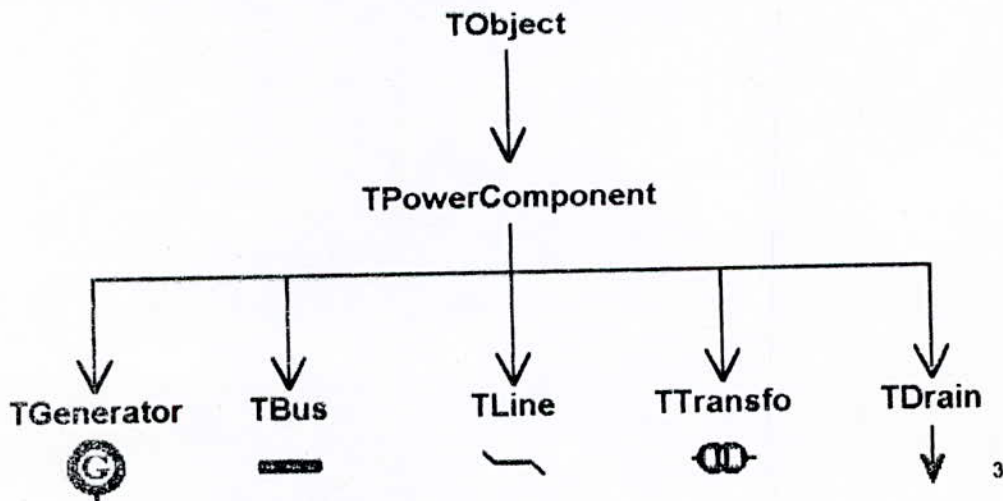 TObject
TPowerComponent
TGenerator TBus TLine TTransfo TDrain
G
3